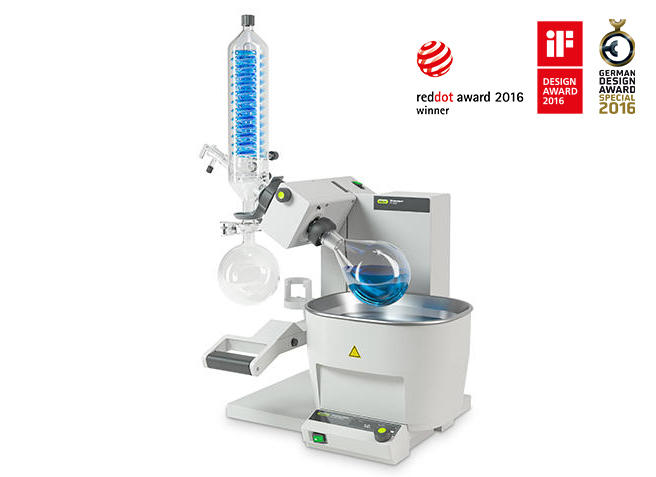 reddot award 2016
winner
iF
DESIGN
AWARD
2016
GERMAN
DESIGN
AWARD
SPECIAL
2016